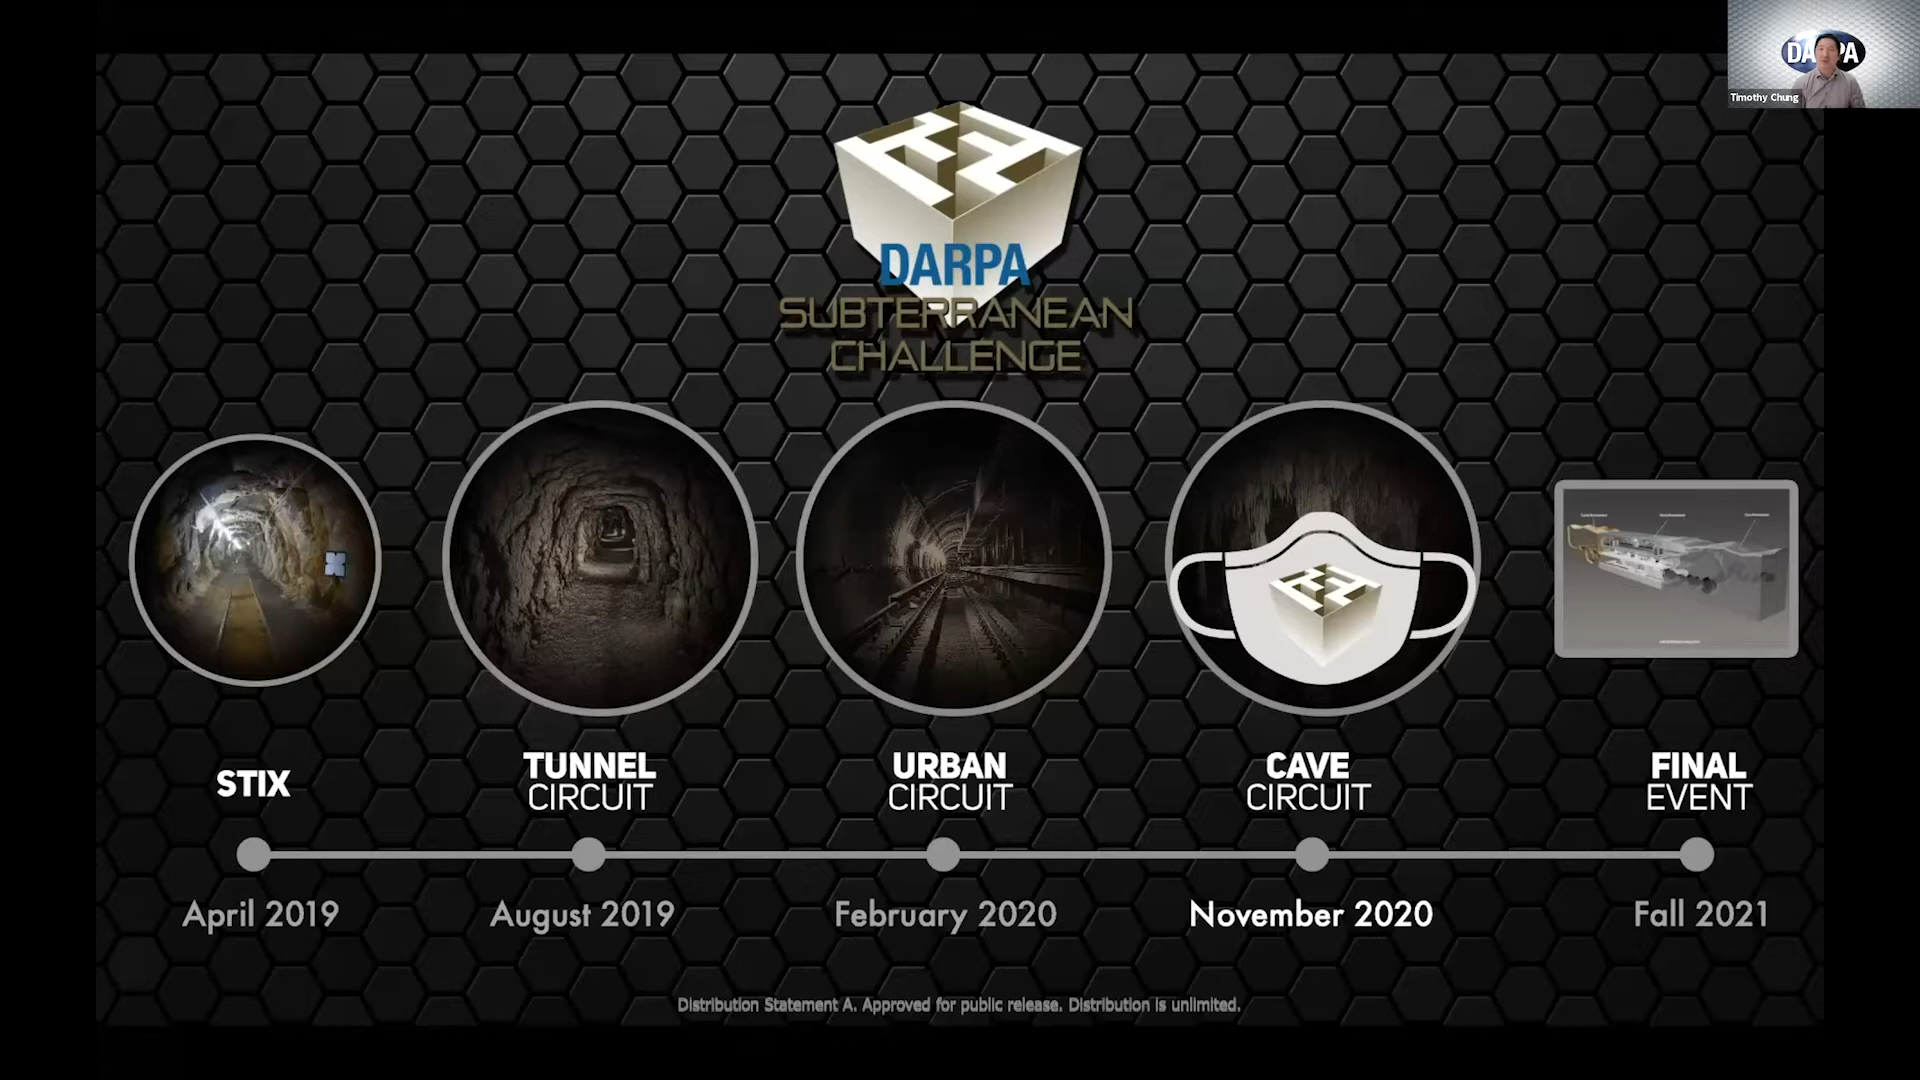 DARPA
Timothy Chung
DARPA
SUBTERRANEAN
CHALLENGE
STIX
TUNNEL
CIRCUIT
URBAN
CIRCUIT
CAVE
CIRCUIT
FINAL
EVENT
April 2019
August 2019
February 2020
November 2020
Fall 2021
Distribution Statement A. Approved for public release. Distribution is unlimited.